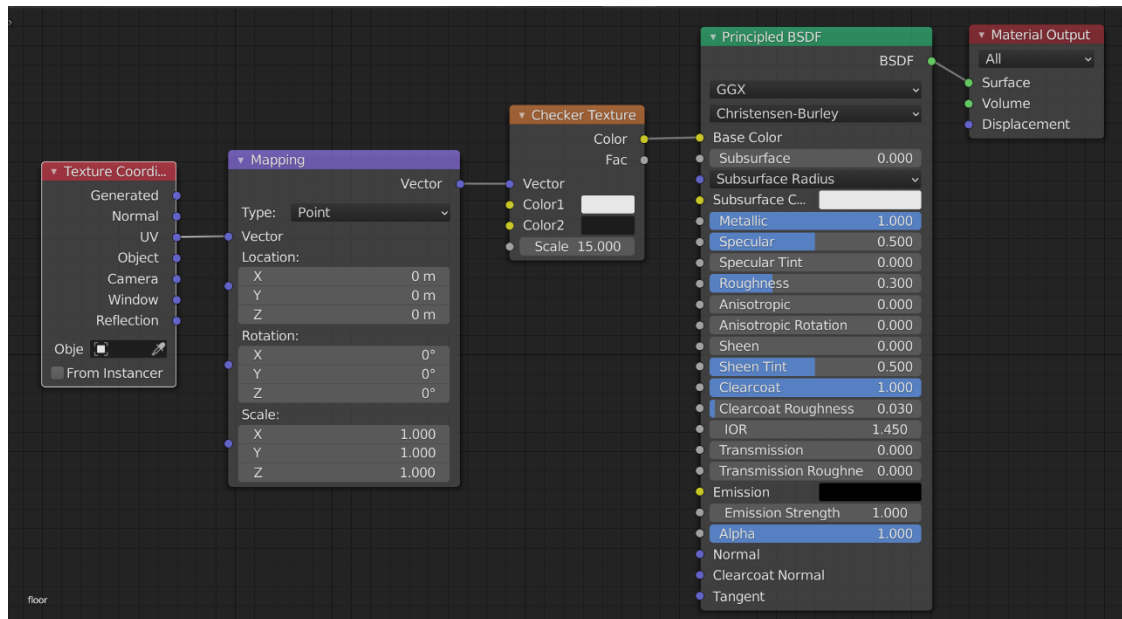 Texture Coordi...
Generated
Normal
UV
Object
Camera
Window
Reflection
Obje
From Instancer
Mapping
Vector
Type: Point
Vector
Location:
X 0 m
Y 0 m
Z 0 m
Rotation:
X 0°
Y 0°
Z 0°
Scale:
X 1.000
Y 1.000
Z 1.000
Checker Texture
Color
Fac
Vector
Color1
Color2
Scale 15.000
Principled BSDF
BSDF
GGX
Christensen-Burley
Base Color
Subsurface 0.000
Subsurface Radius
Subsurface C...
Metallic 1.000
Specular 0.500
Specular Tint 0.000
Roughness 0.300
Anisotropic 0.000
Anisotropic Rotation 0.000
Sheen 0.000
Sheen Tint 0.500
Clearcoat 1.000
Clearcoat Roughness 0.030
IOR 1.450
Transmission 0.000
Transmission Roughne 0.000
Emission
Emission Strength 1.000
Alpha 1.000
Normal
Clearcoat Normal
Tangent
Material Output
All
Surface
Volume
Displacement
floor